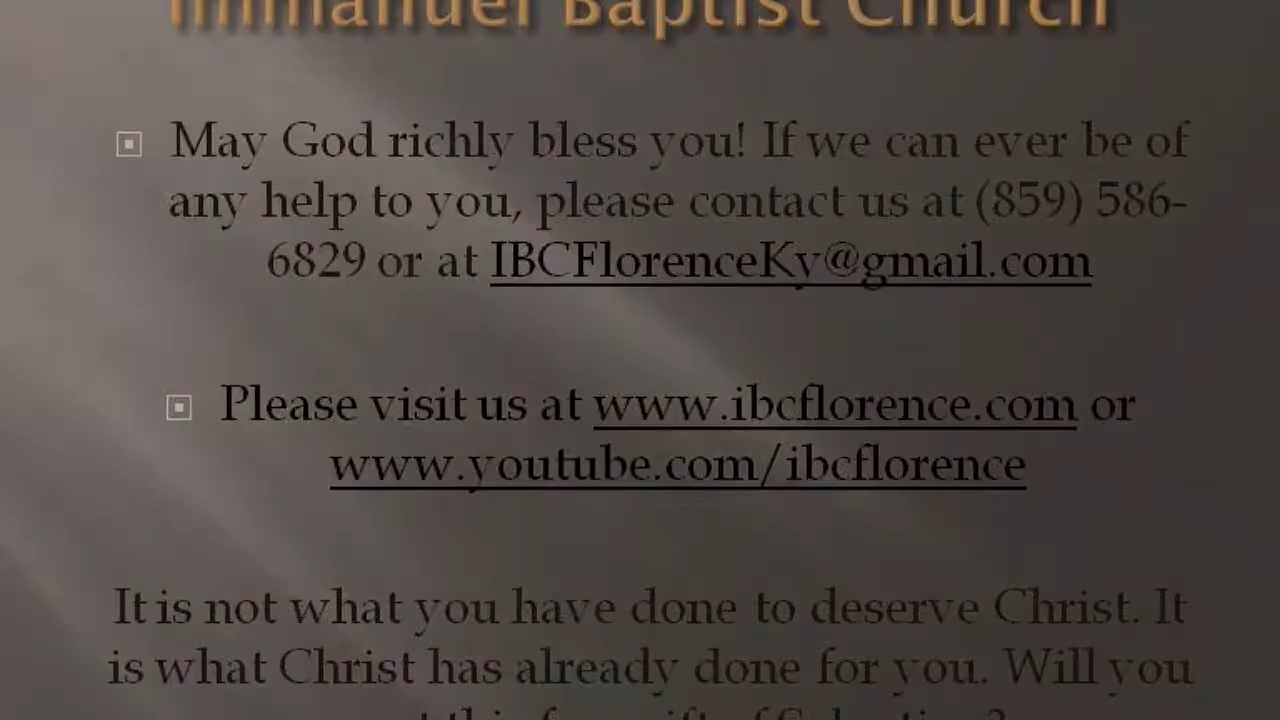 Immanuel Baptist Church
May God richly bless you! If we can ever be of
any help to you, please contact us at (859) 586-
6829 or at IBCFlorenceKy@gmail.com
Please visit us at www.ibcflorence.com or
www.youtube.com/ibcflorence
It is not what you have done to deserve Christ. It
is what Christ has already done for you. Will you